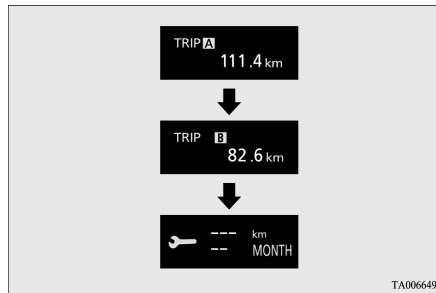 TRIP A
111.4 km
TRIP B
82.6 km
--- km
-- MONTH
TA006649